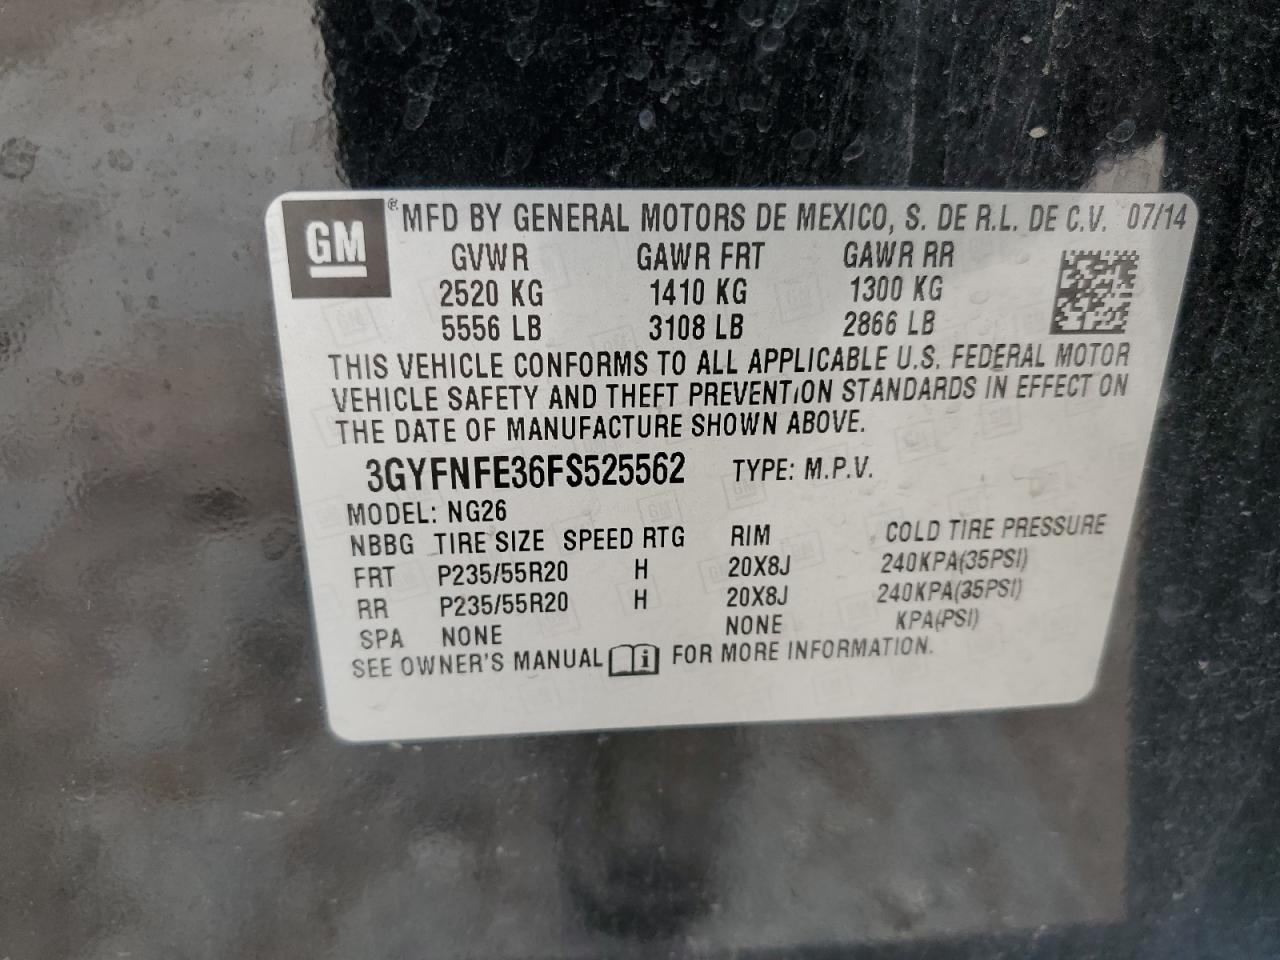 GM ® MFD BY GENERAL MOTORS DE MEXICO, S. DE R.L. DE C.V. 07/14
GVWR GAWR FRT GAWR RR
2520 KG 1410 KG 1300 KG
5556 LB 3108 LB 2866 LB
THIS VEHICLE CONFORMS TO ALL APPLICABLE U.S. FEDERAL MOTOR
VEHICLE SAFETY AND THEFT PREVENTION STANDARDS IN EFFECT ON
THE DATE OF MANUFACTURE SHOWN ABOVE.
3GYFNFE36FS525562 TYPE: M.P.V.
MODEL: NG26
NBBG TIRE SIZE SPEED RTG RIM COLD TIRE PRESSURE
FRT P235/55R20 H 20X8J 240KPA(35PSI)
RR P235/55R20 H 20X8J 240KPA(35PSI)
SPA NONE NONE KPA(PSI)
SEE OWNER'S MANUAL i FOR MORE INFORMATION.